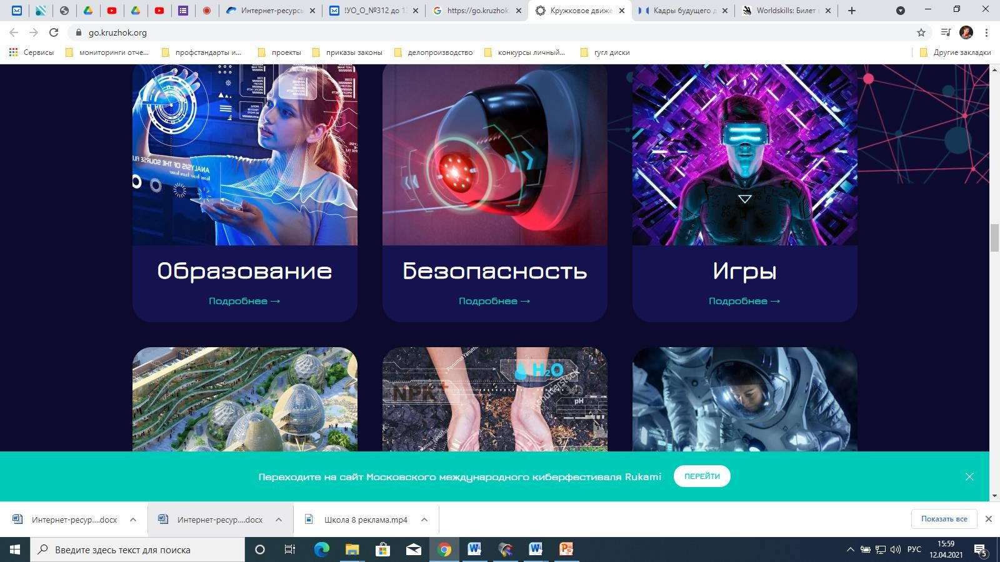 Интернет-ресурсы
!УО_О_№312 до 1
https://go.kruzhok.
Кружковое движе
Кадры будущего д
Worldskills: Билет в
go.kruzhok.org
Сервисы
мониторинги отче...
профстандарты и...
проекты
приказы законы
делопроизводство
конкурсы личный...
гугл диски
Другие закладки
ANALYSIS OF THE SOURSE FILE
Образование
Подробнее →
Безопасность
Подробнее →
Игры
Подробнее →
H₂O
NPK
pH
shutterstock
Переходите на сайт Московского международного киберфестиваля Rukami
ПЕРЕЙТИ
Интернет-ресур....docx
Интернет-ресур....docx
Школа 8 реклама.mp4
Показать все
Введите здесь текст для поиска
РУС
15:59
12.04.2021
5